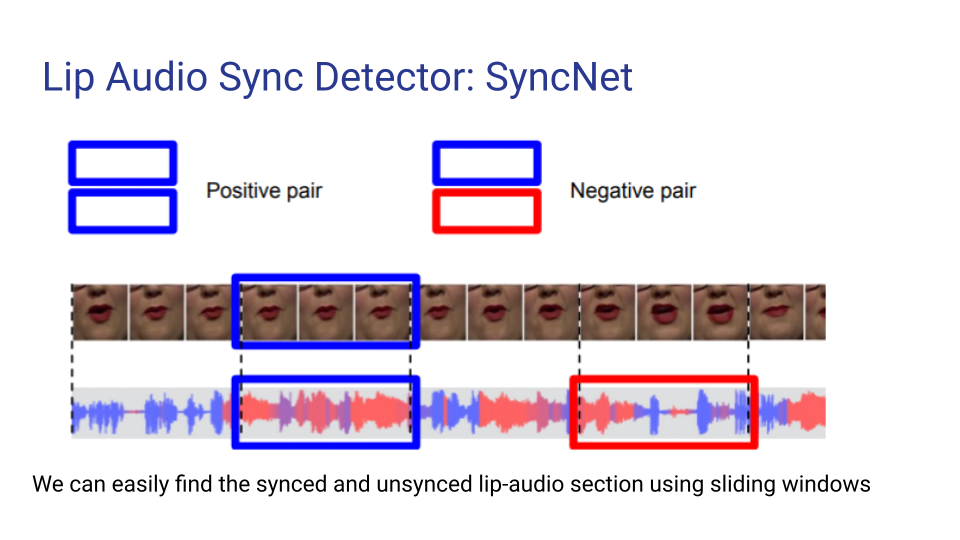 Lip Audio Sync Detector: SyncNet
Positive pair
Negative pair
We can easily find the synced and unsynced lip-audio section using sliding windows